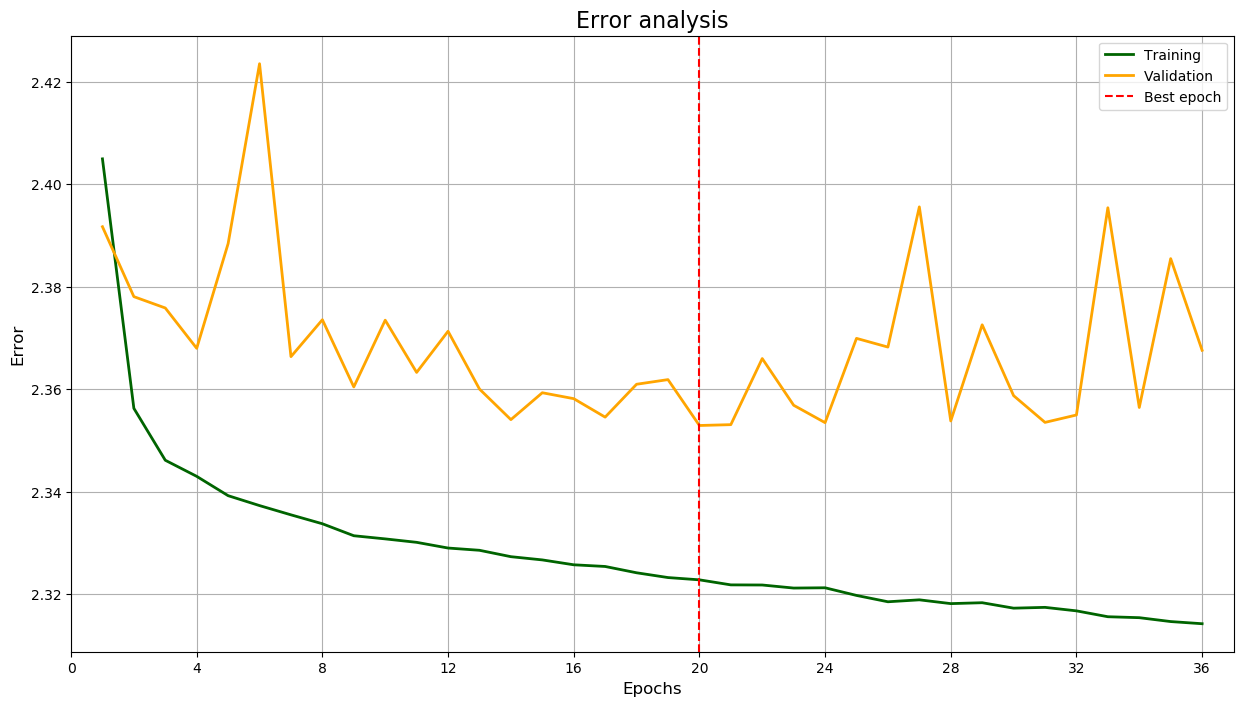 Error analysis
Training
Validation
Best epoch
2.42
2.40
2.38
2.36
2.34
2.32
Error
0 4 8 12 16 20 24 28 32 36
Epochs